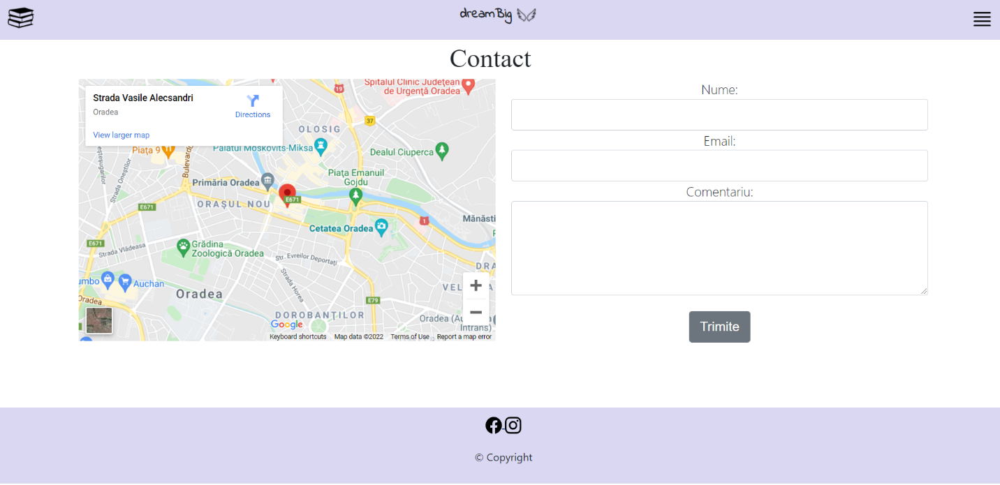 dreamBig
Contact
Strada Vasile Alecsandri
Oradea
Directions
View larger map
Spitalul Clinic Județean
de Urgență Oradea
19
37
OLOSIG
Piața 9
Bulevardu
Palatul Moskovits-Miksa
Dealul Ciuperca
Strada Oneștilor
Piața Emanuil
Gojdu
Primăria Oradea
E671
ORAȘUL NOU
E671
1
Mănăsti
Cetatea Oradea
E671
Strada Vlădeasa
Grădina
Zoologică Oradea
Str. Evreilor Deportați
DRA
Strada Horea
umbo
Auchan
VEL
Oradea
Oradea
E79
DOROBANȚILOR
Oradea (Au
Intrans)
Google
Keyboard shortcuts
Map data ©2022
Terms of Use
Report a map error
Nume:
Email:
Comentariu:
Trimite
© Copyright